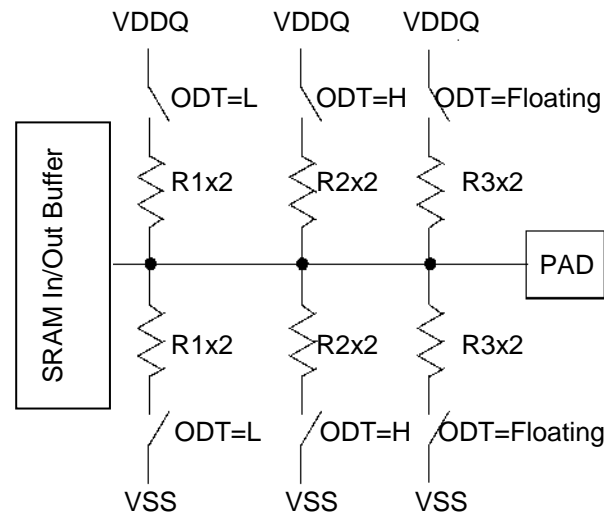 VDDQ VDDQ VDDQ
ODT=L ODT=H ODT=Floating
R1x2 R2x2 R3x2
SRAM In/Out Buffer
PAD
R1x2 R2x2 R3x2
ODT=L ODT=H ODT=Floating
VSS VSS VSS